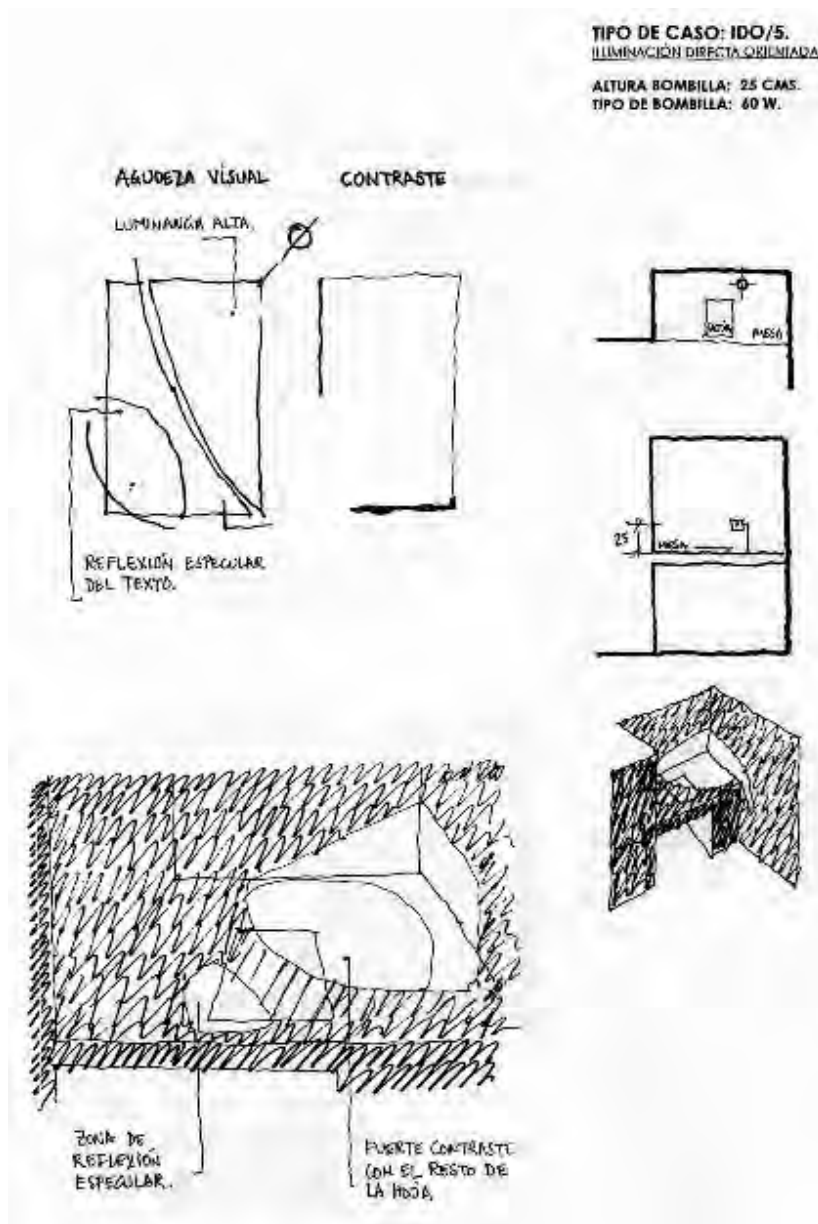 TIPO DE CASO: IDO/5.
ILUMINACIÓN DIRECTA ORIENTADA
ALTURA BOMBILLA: 25 CMS.
TIPO DE BOMBILLA: 60 W.
AGUDEZA VISUAL
CONTRASTE
LUMINANCIA ALTA.
HOJA
MESA
25
MESA
REFLEXIÓN ESPECULAR
DEL TEXTO.
ZONA DE
REFLEXIÓN
ESPECULAR.
FUERTE CONTRASTE
CON EL RESTO DE
LA HOJA.